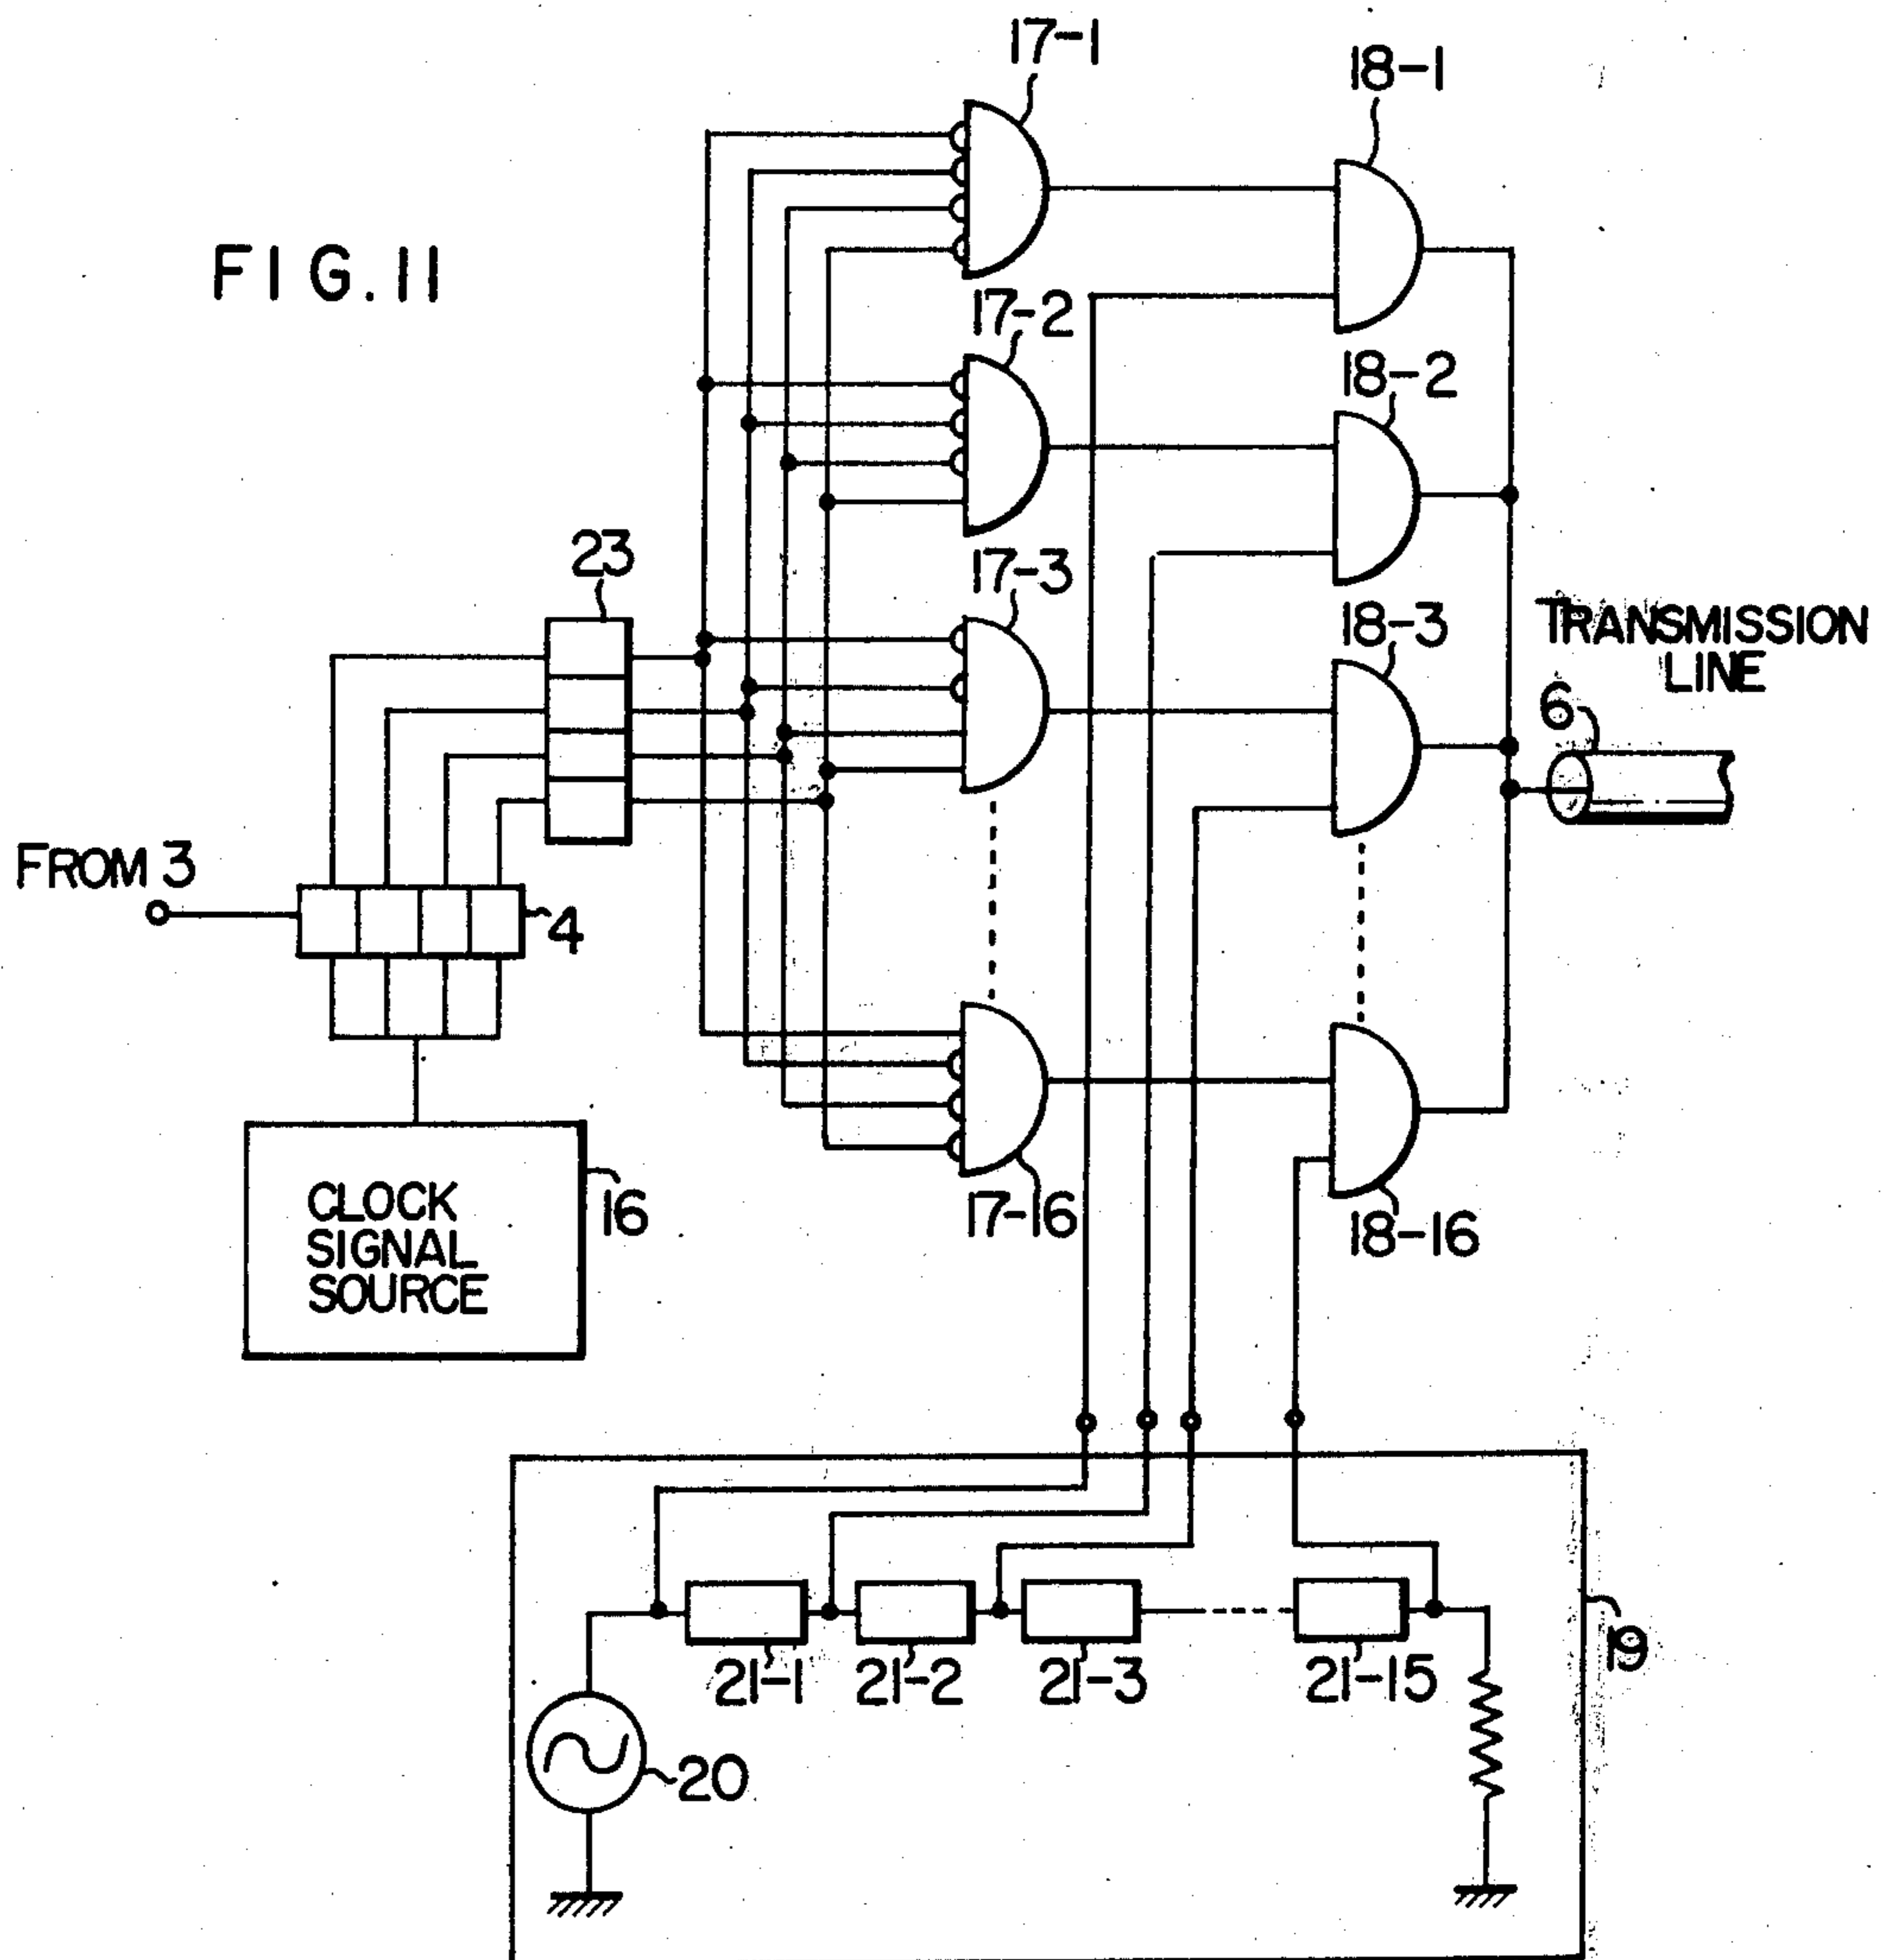 FIG. 11
17-1
18-1
17-2
18-2
17-3
18-3
23
TRANSMISSION
LINE
6
FROM 3
4
CLOCK
SIGNAL
SOURCE
16
17-16
18-16
21-1
21-2
21-3
21-15
19
20